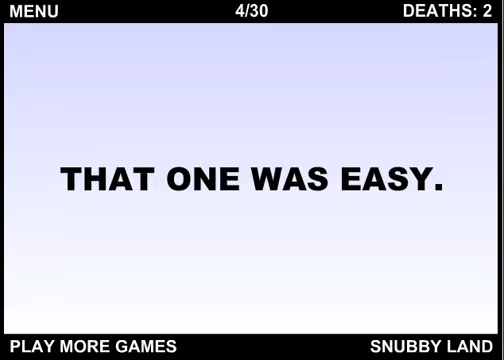 MENU 4/30 DEATHS: 2
THAT ONE WAS EASY.
PLAY MORE GAMES SNUBBY LAND